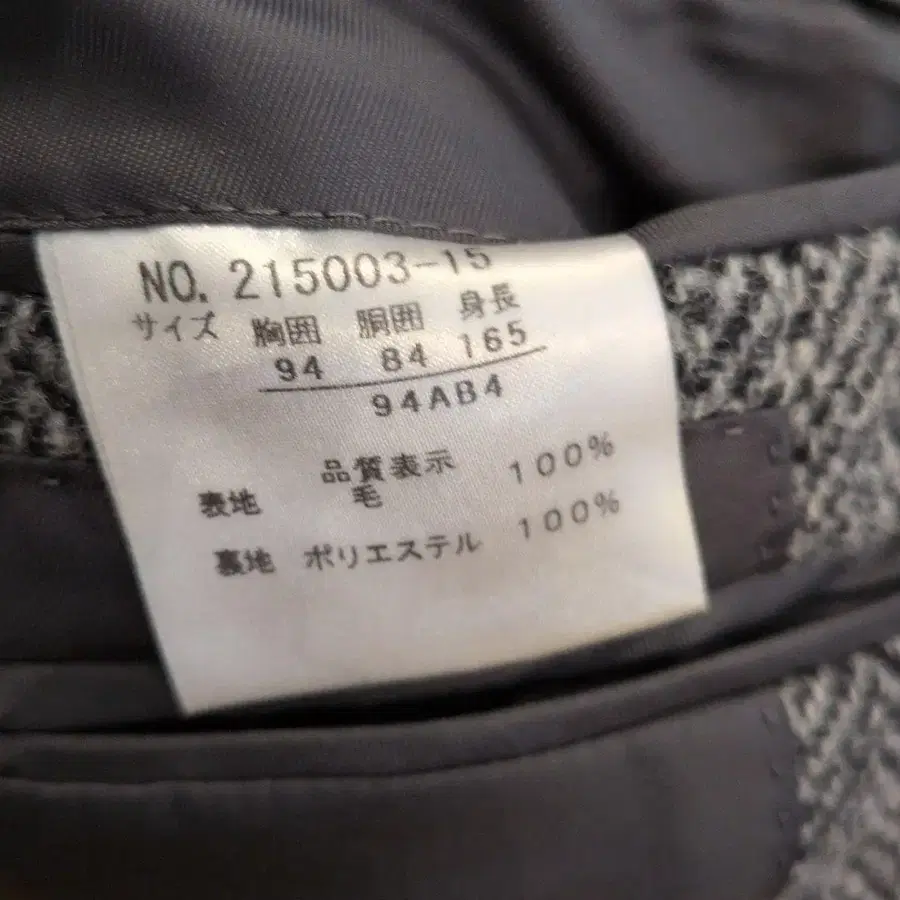 NO. 215003-15
サイズ 胸囲 胴囲 身長
94 84 165
94AB4
品質表示
表地 毛 100%
裏地 ポリエステル 100%